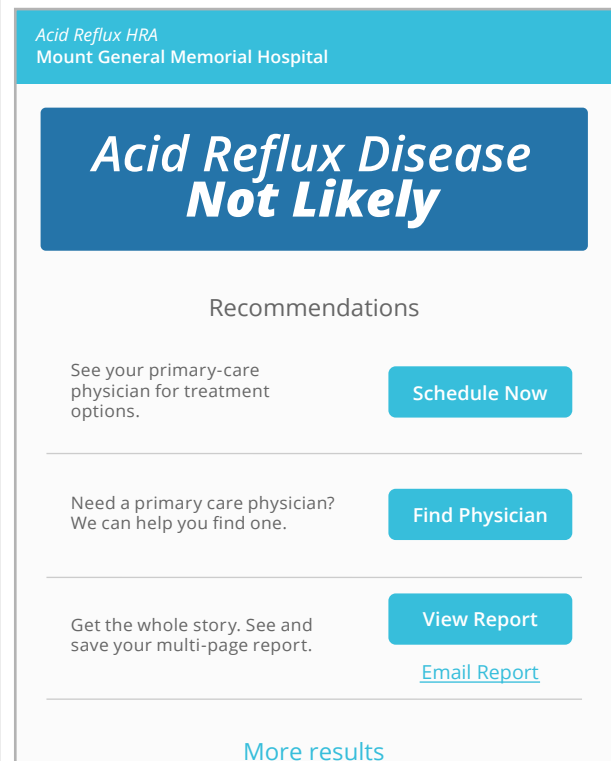 Acid Reflux HRA
Mount General Memorial Hospital
Acid Reflux Disease
Not Likely
Recommendations
See your primary-care
physician for treatment
options.
Schedule Now
Need a primary care physician?
We can help you find one.
Find Physician
Get the whole story. See and
save your multi-page report.
View Report
Email Report
More results